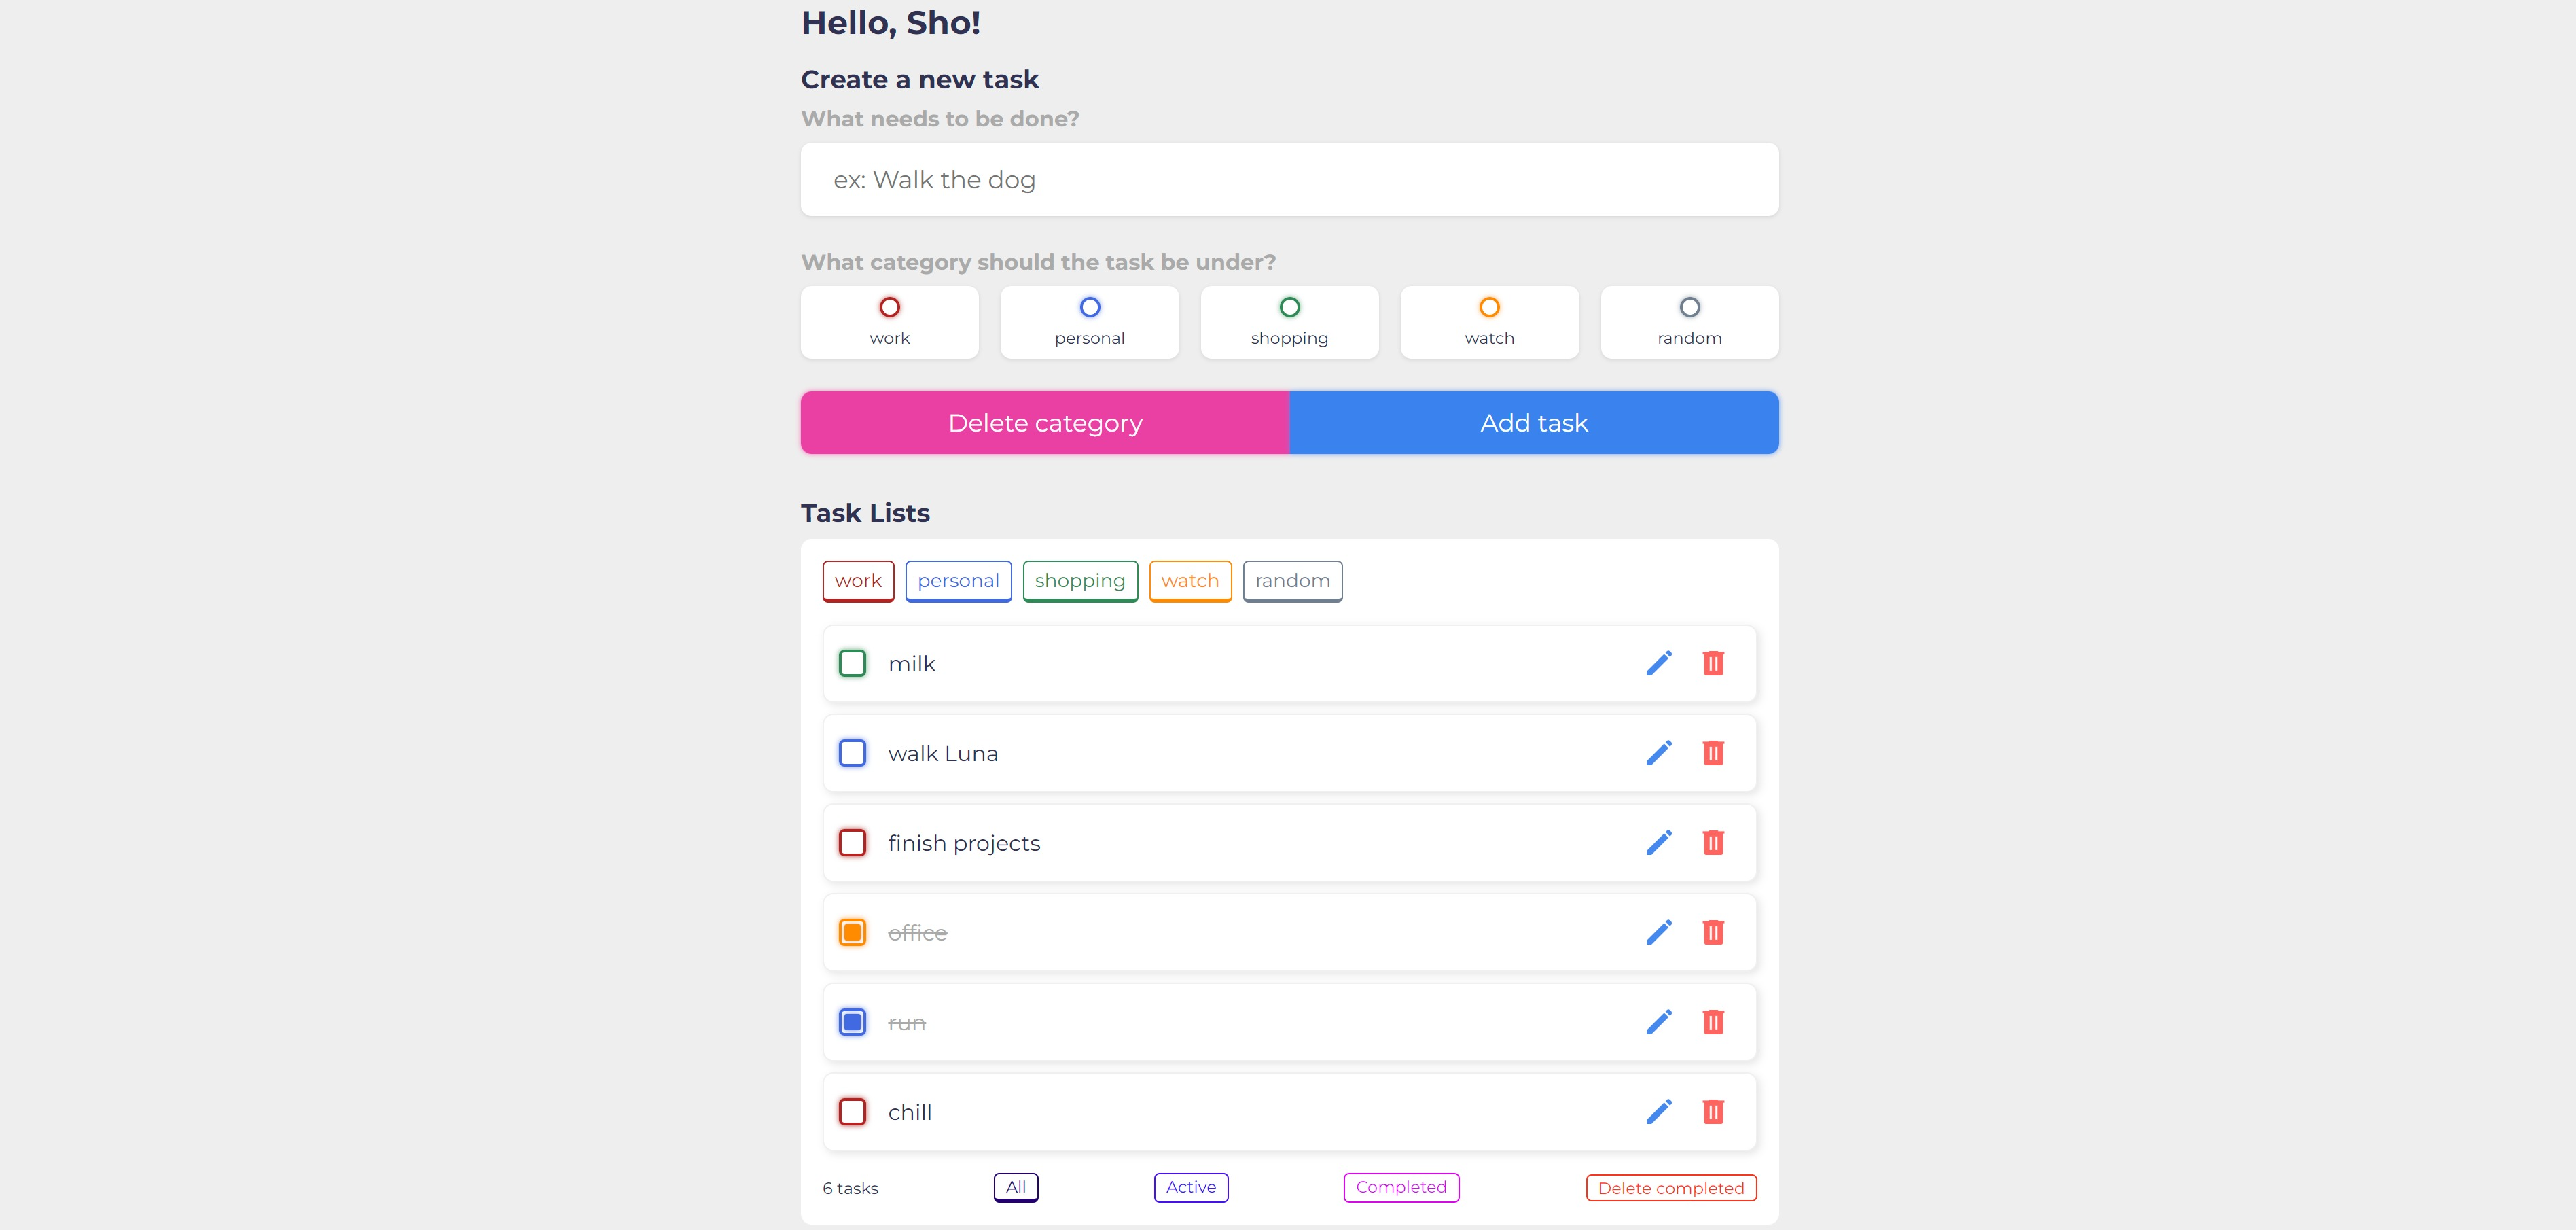 Hello, Sho!
Create a new task
What needs to be done?
ex: Walk the dog
What category should the task be under?
work personal shopping watch random
Delete category Add task
Task Lists
work personal shopping watch random
milk
walk Luna
finish projects
office
run
chill
6 tasks All Active Completed Delete completed